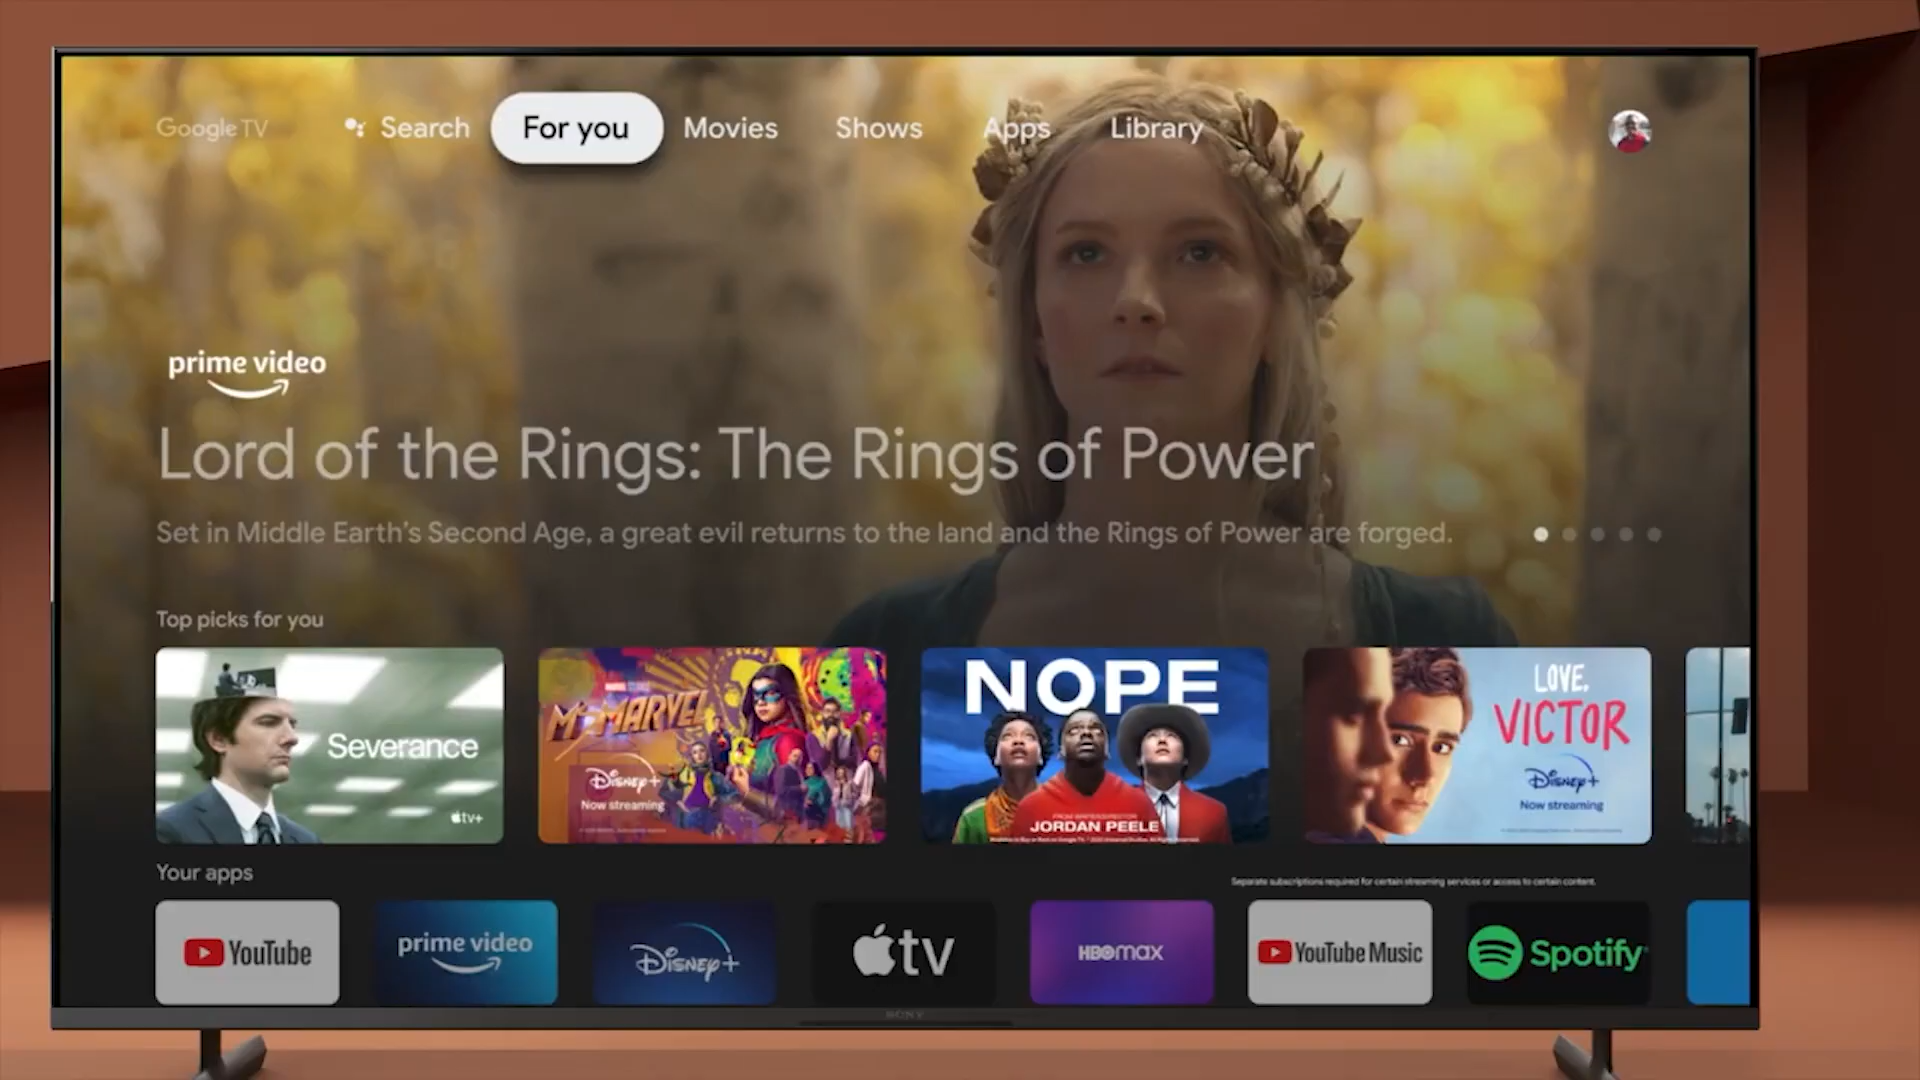 Google TV
Search
For you
Movies
Shows
Apps
Library
prime video
Lord of the Rings: The Rings of Power
Set in Middle Earth's Second Age, a great evil returns to the land and the Rings of Power are forged.
Top picks for you
Severance
tv+
MS. MARVEL
Disney+
Now streaming
NOPE
JORDAN PEELE
LOVE,
VICTOR
Disney+
Now streaming
Your apps
Separate subscriptions required for certain streaming services or access to certain content.
YouTube
prime video
Disney+
tv
HBOmax
YouTube Music
Spotify
SONY